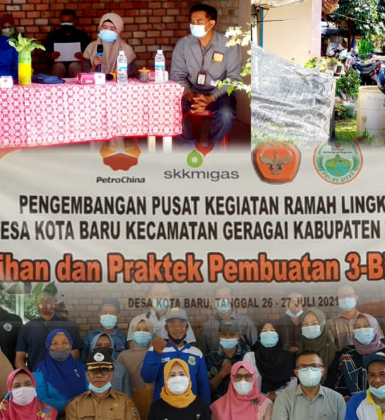 PetroChina
skkmigas
PENGEMBANGAN PUSAT KEGIATAN RAMAH LINGK
DESA KOTA BARU KECAMATAN GERAGAI KABUPATEN
ihan dan Praktek Pembuatan 3-B
DESA KOTA BARU, TANGGAL 26 - 27 JULI 2021